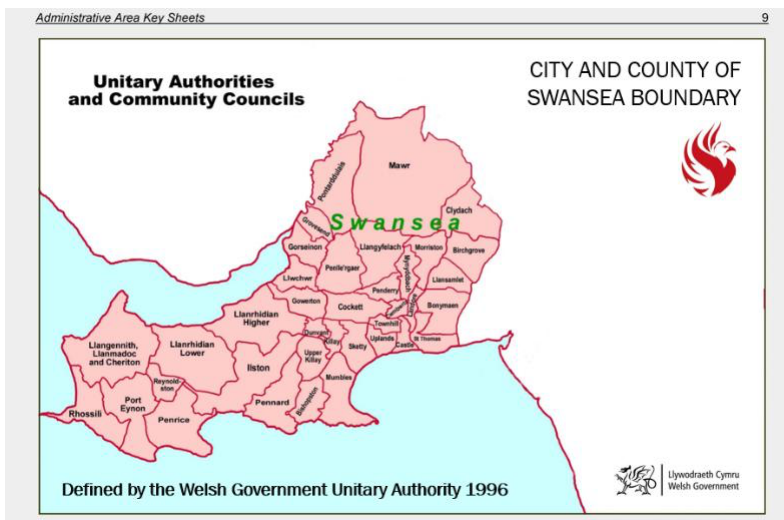 Administrative Area Key Sheets
9
Unitary Authorities
and Community Councils
CITY AND COUNTY OF
SWANSEA BOUNDARY
Mawr
Pontarddulais
Clydach
Swansea
Grovesend
Gorseinon
Llangyfelach
Morriston
Birchgrove
Penlle'rgaer
Mynyddbach
Llwchwr
Llansamlet
Penderry
Gowerton
Cockett
Bonymaen
Landore
Llanrhidian
Higher
Townhill
Dunvant
Killay
Sketty
Uplands
Castle
St Thomas
Llangennith,
Llanmadoc
and Cheriton
Llanrhidian
Lower
Upper
Killay
Ilston
Mumbles
Reynold-
ston
Port
Eynon
Pennard
Bishopston
Rhossili
Penrice
Defined by the Welsh Government Unitary Authority 1996
Llywodraeth Cymru
Welsh Government